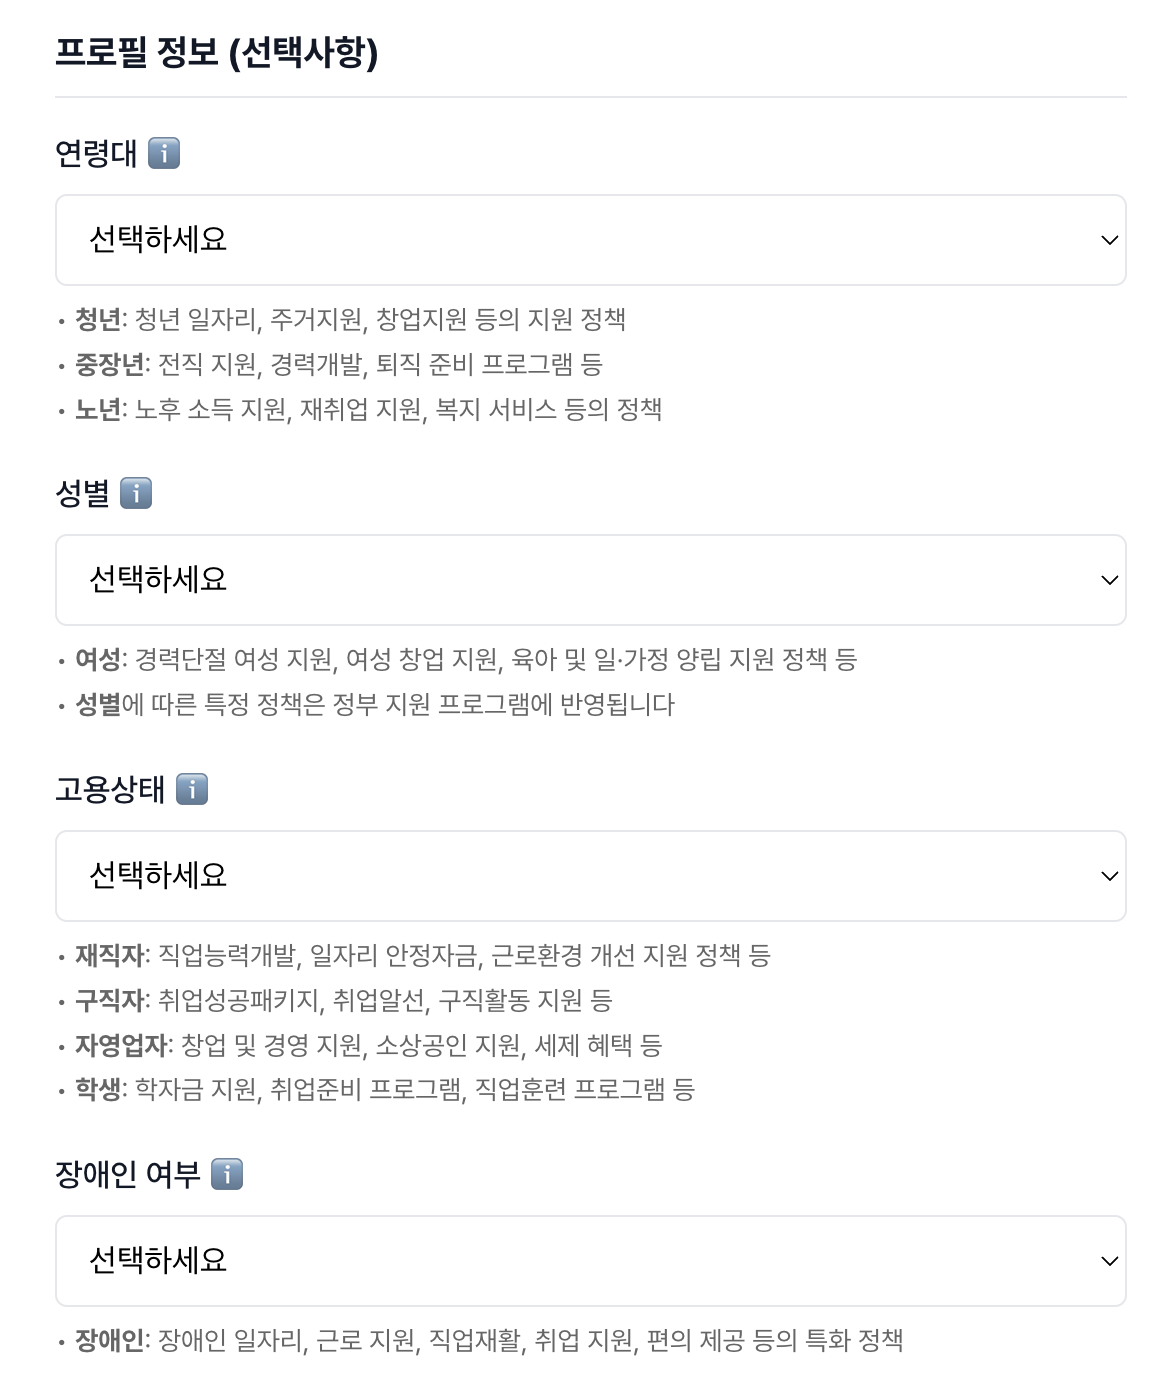 프로필 정보 (선택사항)
연령대 ℹ️
선택하세요
• 청년: 청년 일자리, 주거지원, 창업지원 등의 지원 정책
• 중장년: 전직 지원, 경력개발, 퇴직 준비 프로그램 등
• 노년: 노후 소득 지원, 재취업 지원, 복지 서비스 등의 정책
성별 ℹ️
선택하세요
• 여성: 경력단절 여성 지원, 여성 창업 지원, 육아 및 일·가정 양립 지원 정책 등
• 성별에 따른 특정 정책은 정부 지원 프로그램에 반영됩니다
고용상태 ℹ️
선택하세요
• 재직자: 직업능력개발, 일자리 안정자금, 근로환경 개선 지원 정책 등
• 구직자: 취업성공패키지, 취업알선, 구직활동 지원 등
• 자영업자: 창업 및 경영 지원, 소상공인 지원, 세제 혜택 등
• 학생: 학자금 지원, 취업준비 프로그램, 직업훈련 프로그램 등
장애인 여부 ℹ️
선택하세요
• 장애인: 장애인 일자리, 근로 지원, 직업재활, 취업 지원, 편의 제공 등의 특화 정책